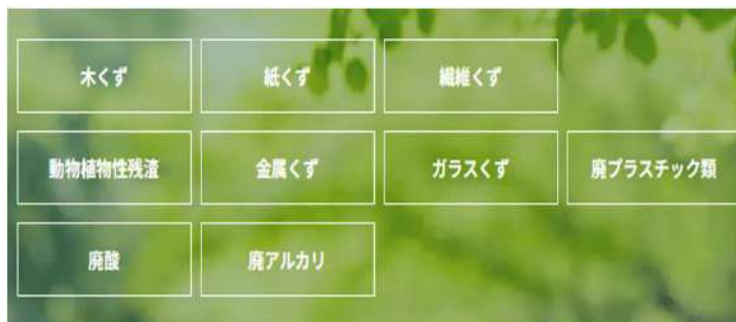 木くず
紙くず
繊維くず
動物植物性残渣
金属くず
ガラスくず
廃プラスチック類
廃酸
廃アルカリ